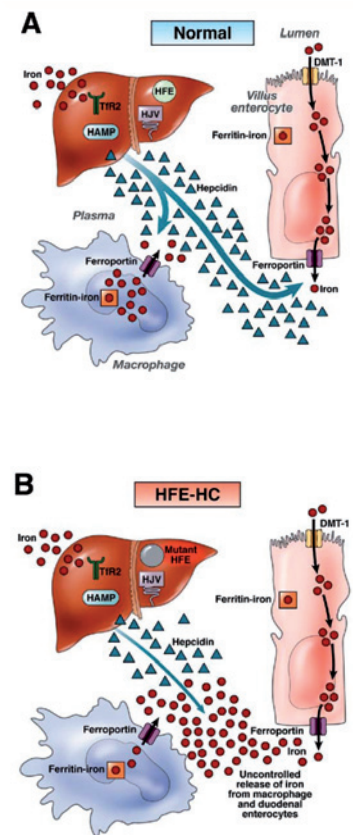 A
Normal
Lumen
DMT-1
Iron
TfR2
HFE
HJV
HAMP
Villus
enterocyte
Ferritin-iron
Hepcidin
Plasma
Ferroportin
Ferroportin
Ferritin-iron
Iron
Macrophage
B
HFE-HC
DMT-1
Iron
TfR2
Mutant
HFE
HJV
HAMP
Ferritin-iron
Hepcidin
Ferroportin
Ferroportin
Iron
Ferritin-iron
Uncontrolled
release of iron
from macrophage
and duodenal
enterocytes